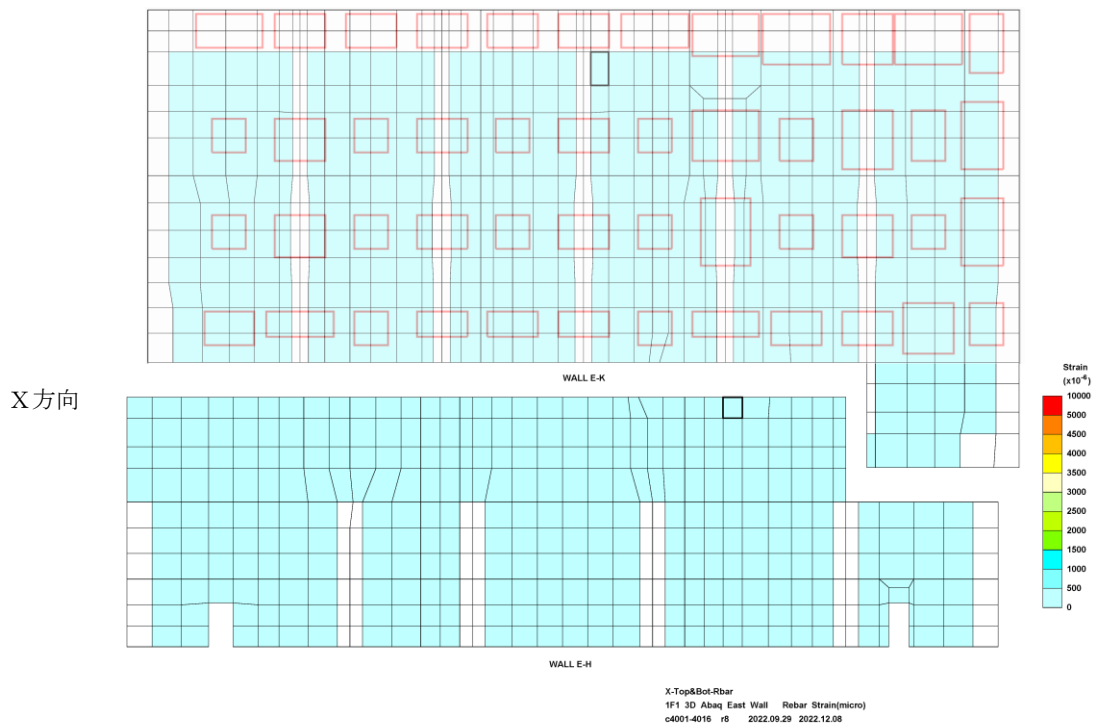 WALL E-K
X方向
Strain
(x10⁻⁶)
10000
5000
4500
4000
3500
3000
2500
2000
1500
1000
500
0
WALL E-H
X-Top&Bot-Rbar
1F1 3D Abaq East Wall Rebar Strain(micro)
c4001-4016 r8 2022.09.29 2022.12.08